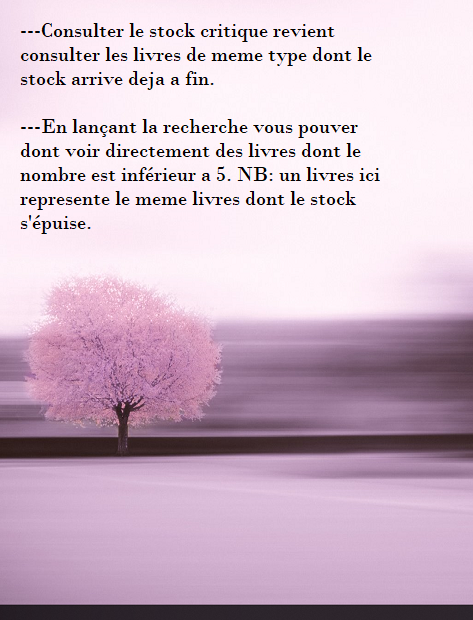 ---Consulter le stock critique revient
consulter les livres de meme type dont le
stock arrive deja a fin.
---En lançant la recherche vous pouver
dont voir directement des livres dont le
nombre est inférieur a 5. NB: un livres ici
represente le meme livres dont le stock
s'épuise.